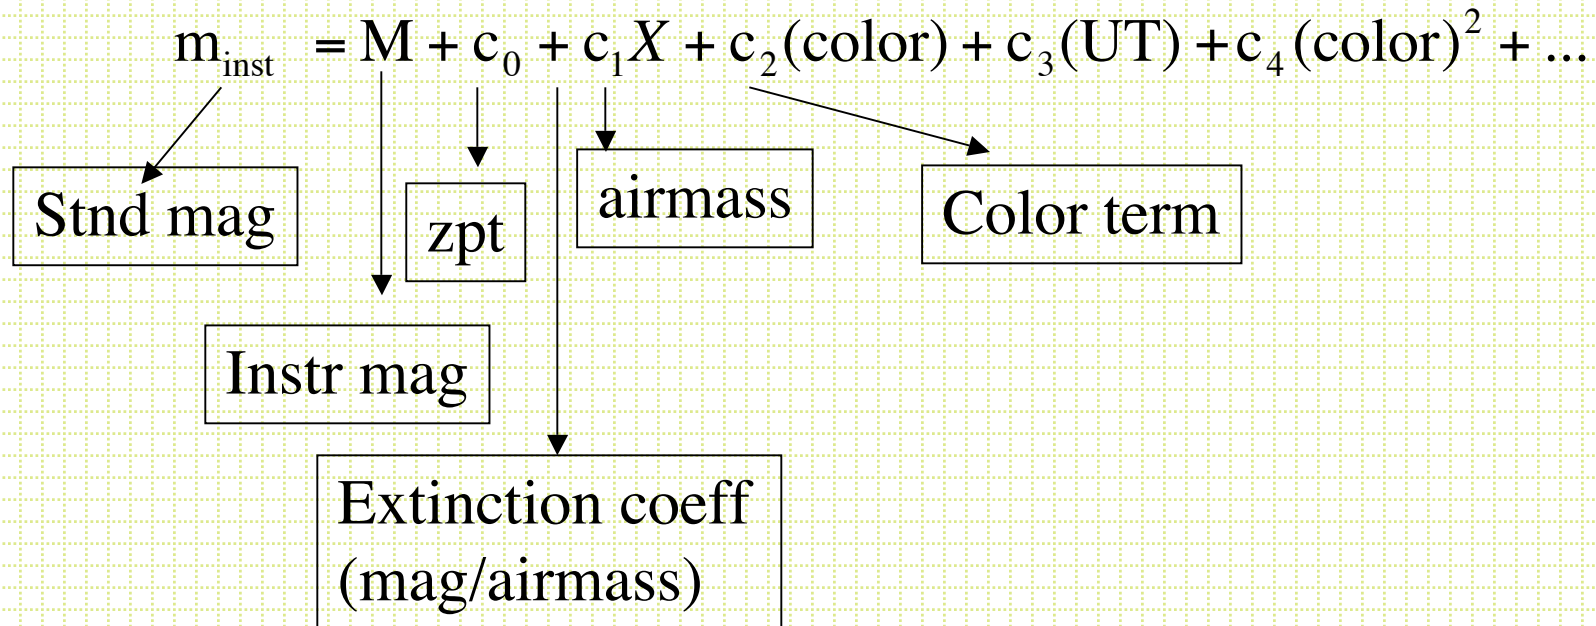 m_inst = M + c_0 + c_1X + c_2(color) + c_3(UT) + c_4(color)^2 + ...
Stnd mag
zpt
airmass
Color term
Instr mag
Extinction coeff
(mag/airmass)